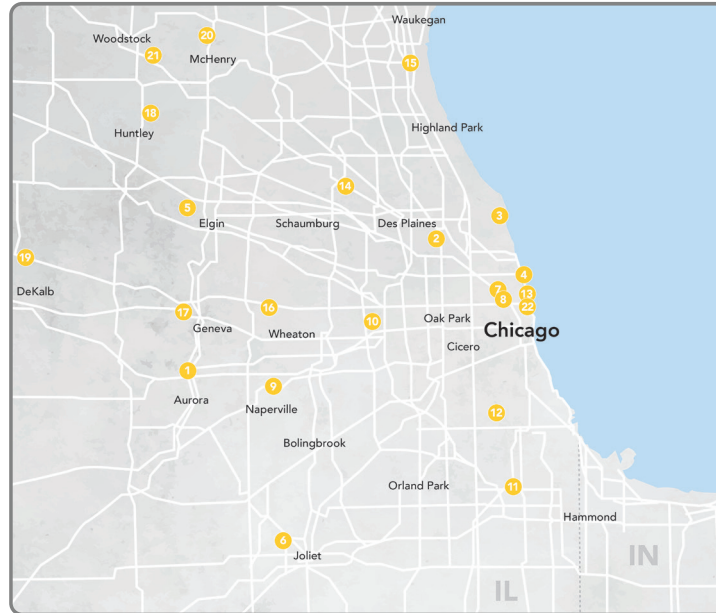 Waukegan
20
Woodstock
21
McHenry
15
18
Huntley
Highland Park
14
5
Elgin
Schaumburg
Des Plaines
3
2
19
DeKalb
4
7
13
8
22
17
Geneva
16
Wheaton
10
Oak Park
Chicago
Cicero
1
Aurora
9
Naperville
12
Bolingbrook
Orland Park
11
Hammond
6
Joliet
IN
IL